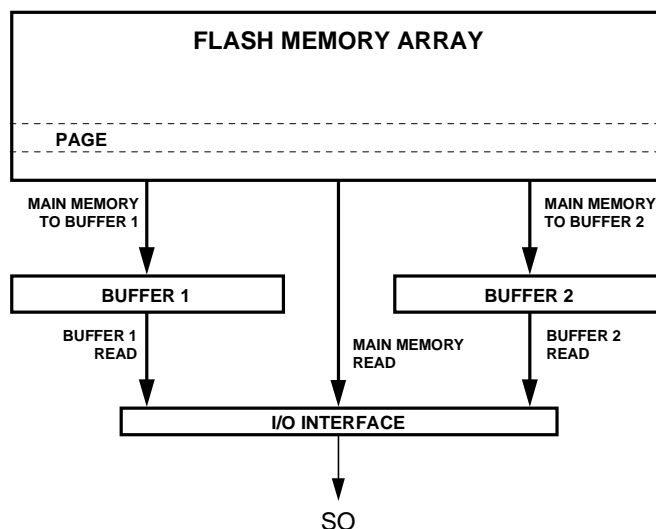 FLASH MEMORY ARRAY
PAGE
MAIN MEMORY
TO BUFFER 1
MAIN MEMORY
TO BUFFER 2
BUFFER 1
BUFFER 2
BUFFER 1
READ
MAIN MEMORY
READ
BUFFER 2
READ
I/O INTERFACE
SO